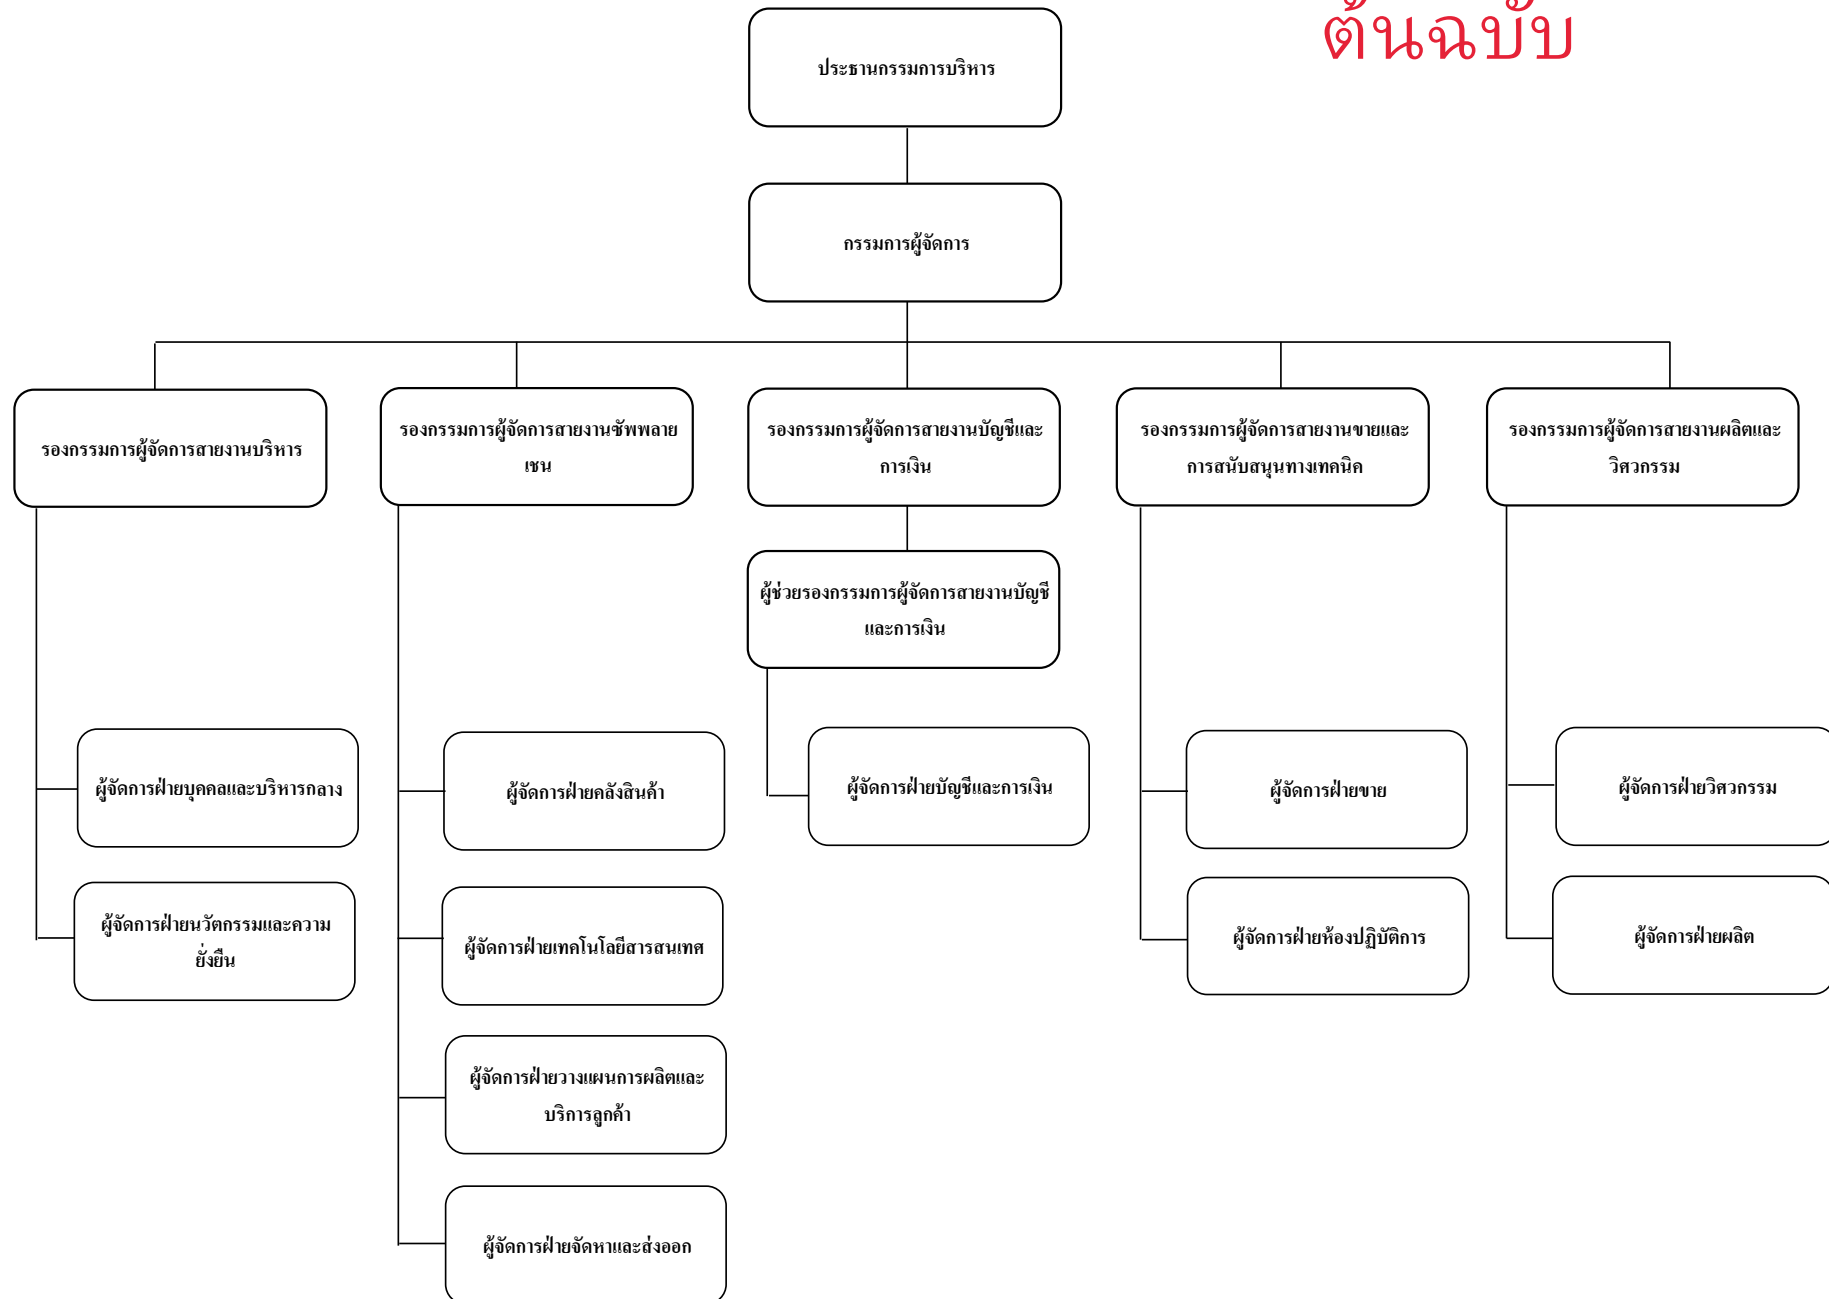 ต้นฉบับ
ประธานกรรมการบริหาร
กรรมการผู้จัดการ
รองกรรมการผู้จัดการสายงานบริหาร
รองกรรมการผู้จัดการสายงานซัพพลาย
เชน
รองกรรมการผู้จัดการสายงานบัญชีและ
การเงิน
รองกรรมการผู้จัดการสายงานขายและ
การสนับสนุนทางเทคนิค
รองกรรมการผู้จัดการสายงานผลิตและ
วิศวกรรม
ผู้ช่วยรองกรรมการผู้จัดการสายงานบัญชี
และการเงิน
ผู้จัดการฝ่ายบุคคลและบริหารกลาง
ผู้จัดการฝ่ายคลังสินค้า
ผู้จัดการฝ่ายบัญชีและการเงิน
ผู้จัดการฝ่ายขาย
ผู้จัดการฝ่ายวิศวกรรม
ผู้จัดการฝ่ายนวัตกรรมและความ
ยั่งยืน
ผู้จัดการฝ่ายเทคโนโลยีสารสนเทศ
ผู้จัดการฝ่ายห้องปฏิบัติการ
ผู้จัดการฝ่ายผลิต
ผู้จัดการฝ่ายวางแผนการผลิตและ
บริการลูกค้า
ผู้จัดการฝ่ายจัดหาและส่งออก